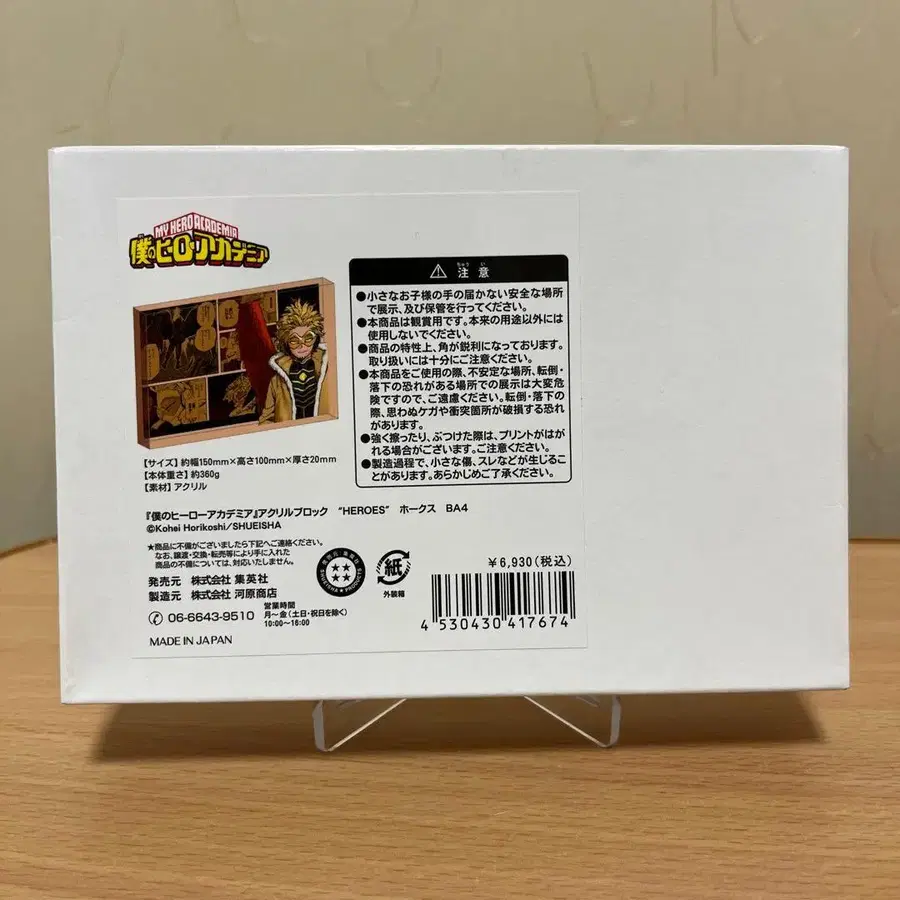 MY HERO ACADEMIA
僕のヒーローアカデミア
⚠ 注意
ちゅう い
●小さなお子様の手の届かない安全な場所
で展示、及び保管を行ってください。
●本商品は観賞用です。本来の用途以外には
使用しないでください。
●商品の特性上、角が鋭利になっております。
取り扱いには十分にご注意ください。
●本商品をご使用の際、不安定な場所、転倒・
落下の恐れがある場所での展示は大変危
険ですので、ご遠慮ください。転倒・落下の
際、思わぬケガや衝突箇所が破損する恐れ
があります。
●強く擦ったり、ぶつけた際は、プリントがはが
れる場合がございます。ご注意ください。
●製造過程で、小さな傷、スレなどが生じるこ
とがあります。あらかじめご了承ください。
【サイズ】約幅150mm×高さ100mm×厚さ20mm
【本体重さ】約360g
【素材】アクリル
『僕のヒーローアカデミア』アクリルブロック "HEROES" ホークス BA4
©Kohei Horikoshi/SHUEISHA
★商品に不備がございましたら下記へご連絡ください。
なお、譲渡・交換・転売等により手に入れた
商品の不備については、対応いたしません。
発売元 株式会社 集英社
製造元 株式会社 河原商店
06-6643-9510
営業時間
月～金(土日・祝日を除く)
10:00～16:00
MADE IN JAPAN
紙
外装箱
¥6,930(税込)
4 530430 417674